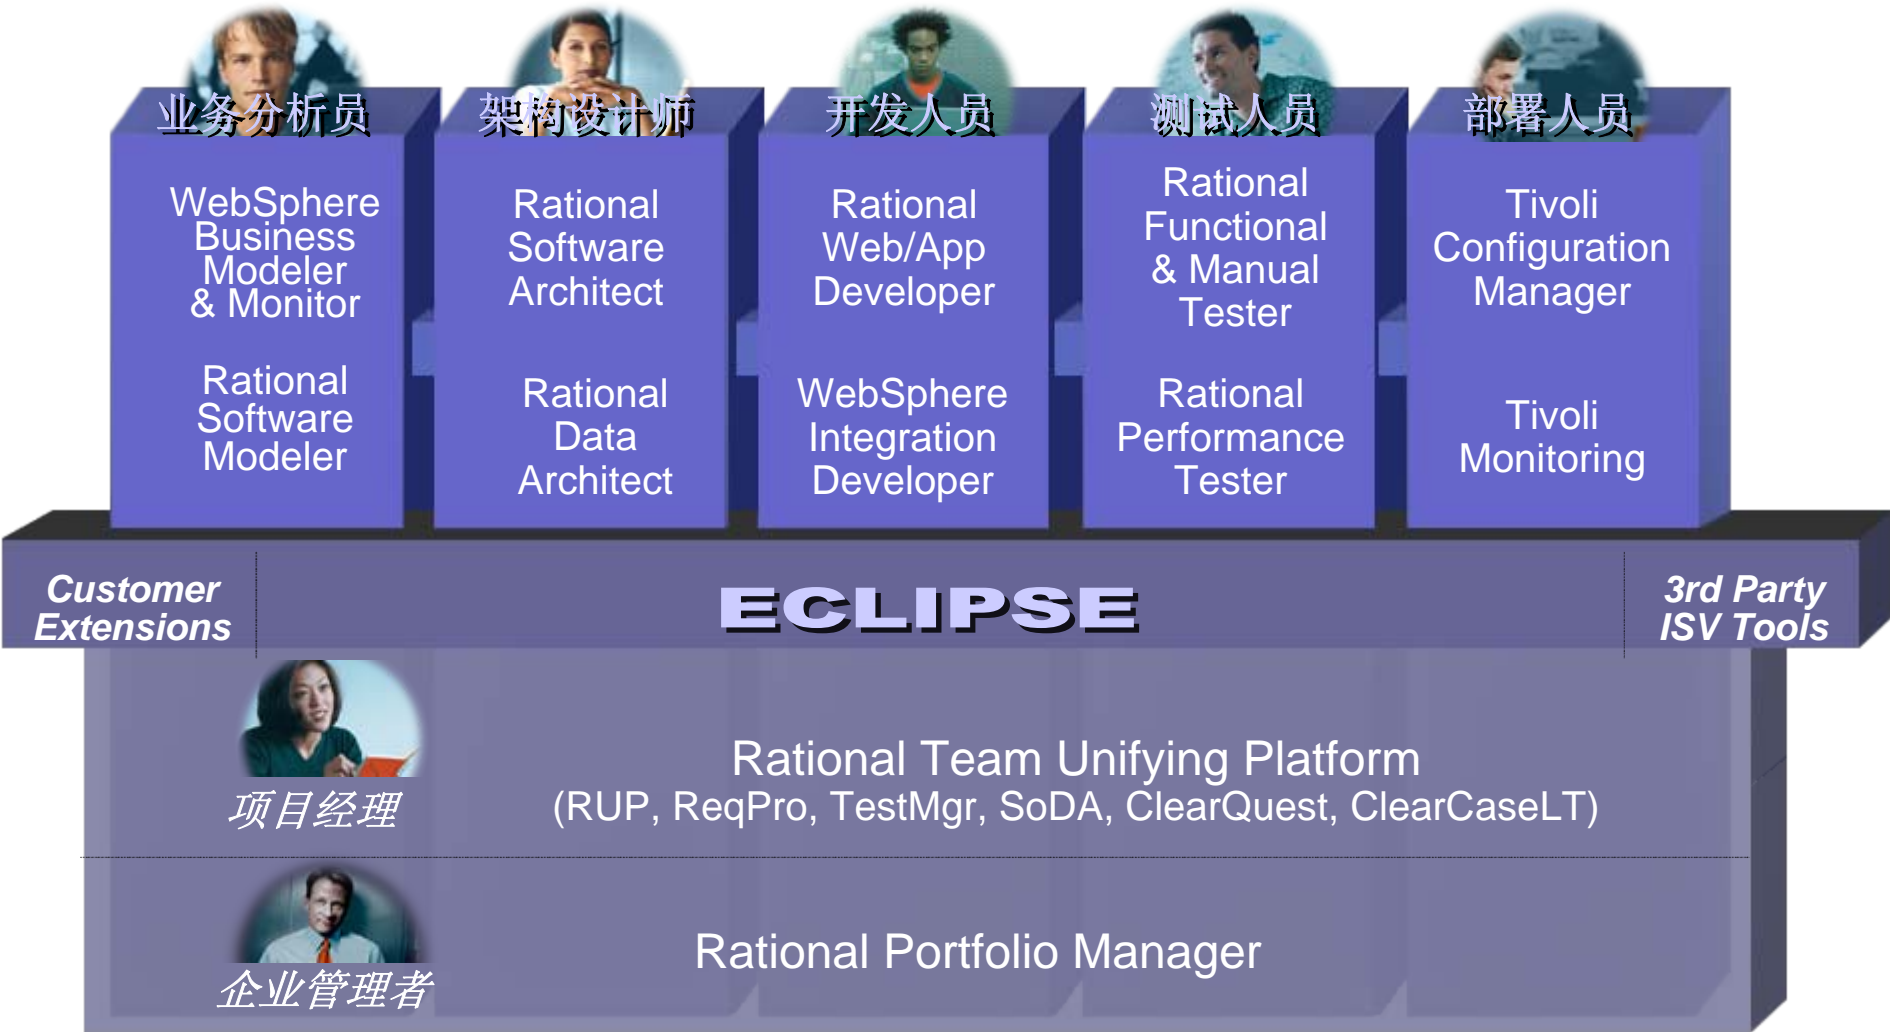 业务分析员
WebSphere
Business
Modeler
& Monitor
Rational
Software
Modeler
架构设计师
Rational
Software
Architect
Rational
Data
Architect
开发人员
Rational
Web/App
Developer
WebSphere
Integration
Developer
测试人员
Rational
Functional
& Manual
Tester
Rational
Performance
Tester
部署人员
Tivoli
Configuration
Manager
Tivoli
Monitoring
Customer
Extensions
ECLIPSE
3rd Party
ISV Tools
项目经理
Rational Team Unifying Platform
(RUP, ReqPro, TestMgr, SoDA, ClearQuest, ClearCaseLT)
企业管理者
Rational Portfolio Manager